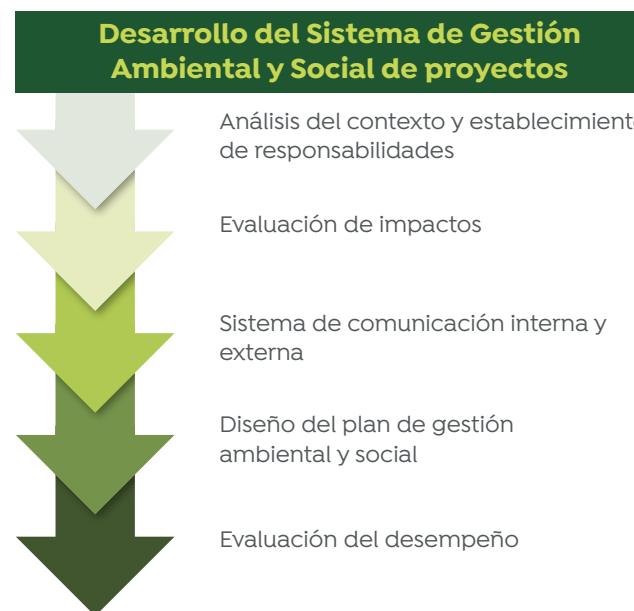 Desarrollo del Sistema de Gestión
Ambiental y Social de proyectos
Análisis del contexto y establecimiento
de responsabilidades
Evaluación de impactos
Sistema de comunicación interna y
externa
Diseño del plan de gestión
ambiental y social
Evaluación del desempeño